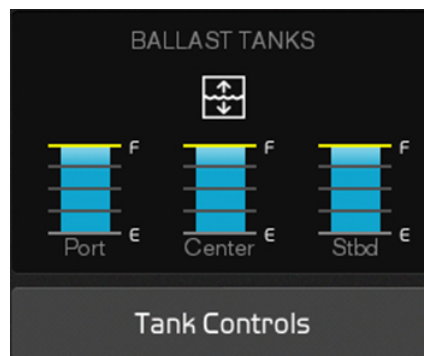 BALLAST TANKS
F F F
E E E
Port Center Stbd
Tank Controls